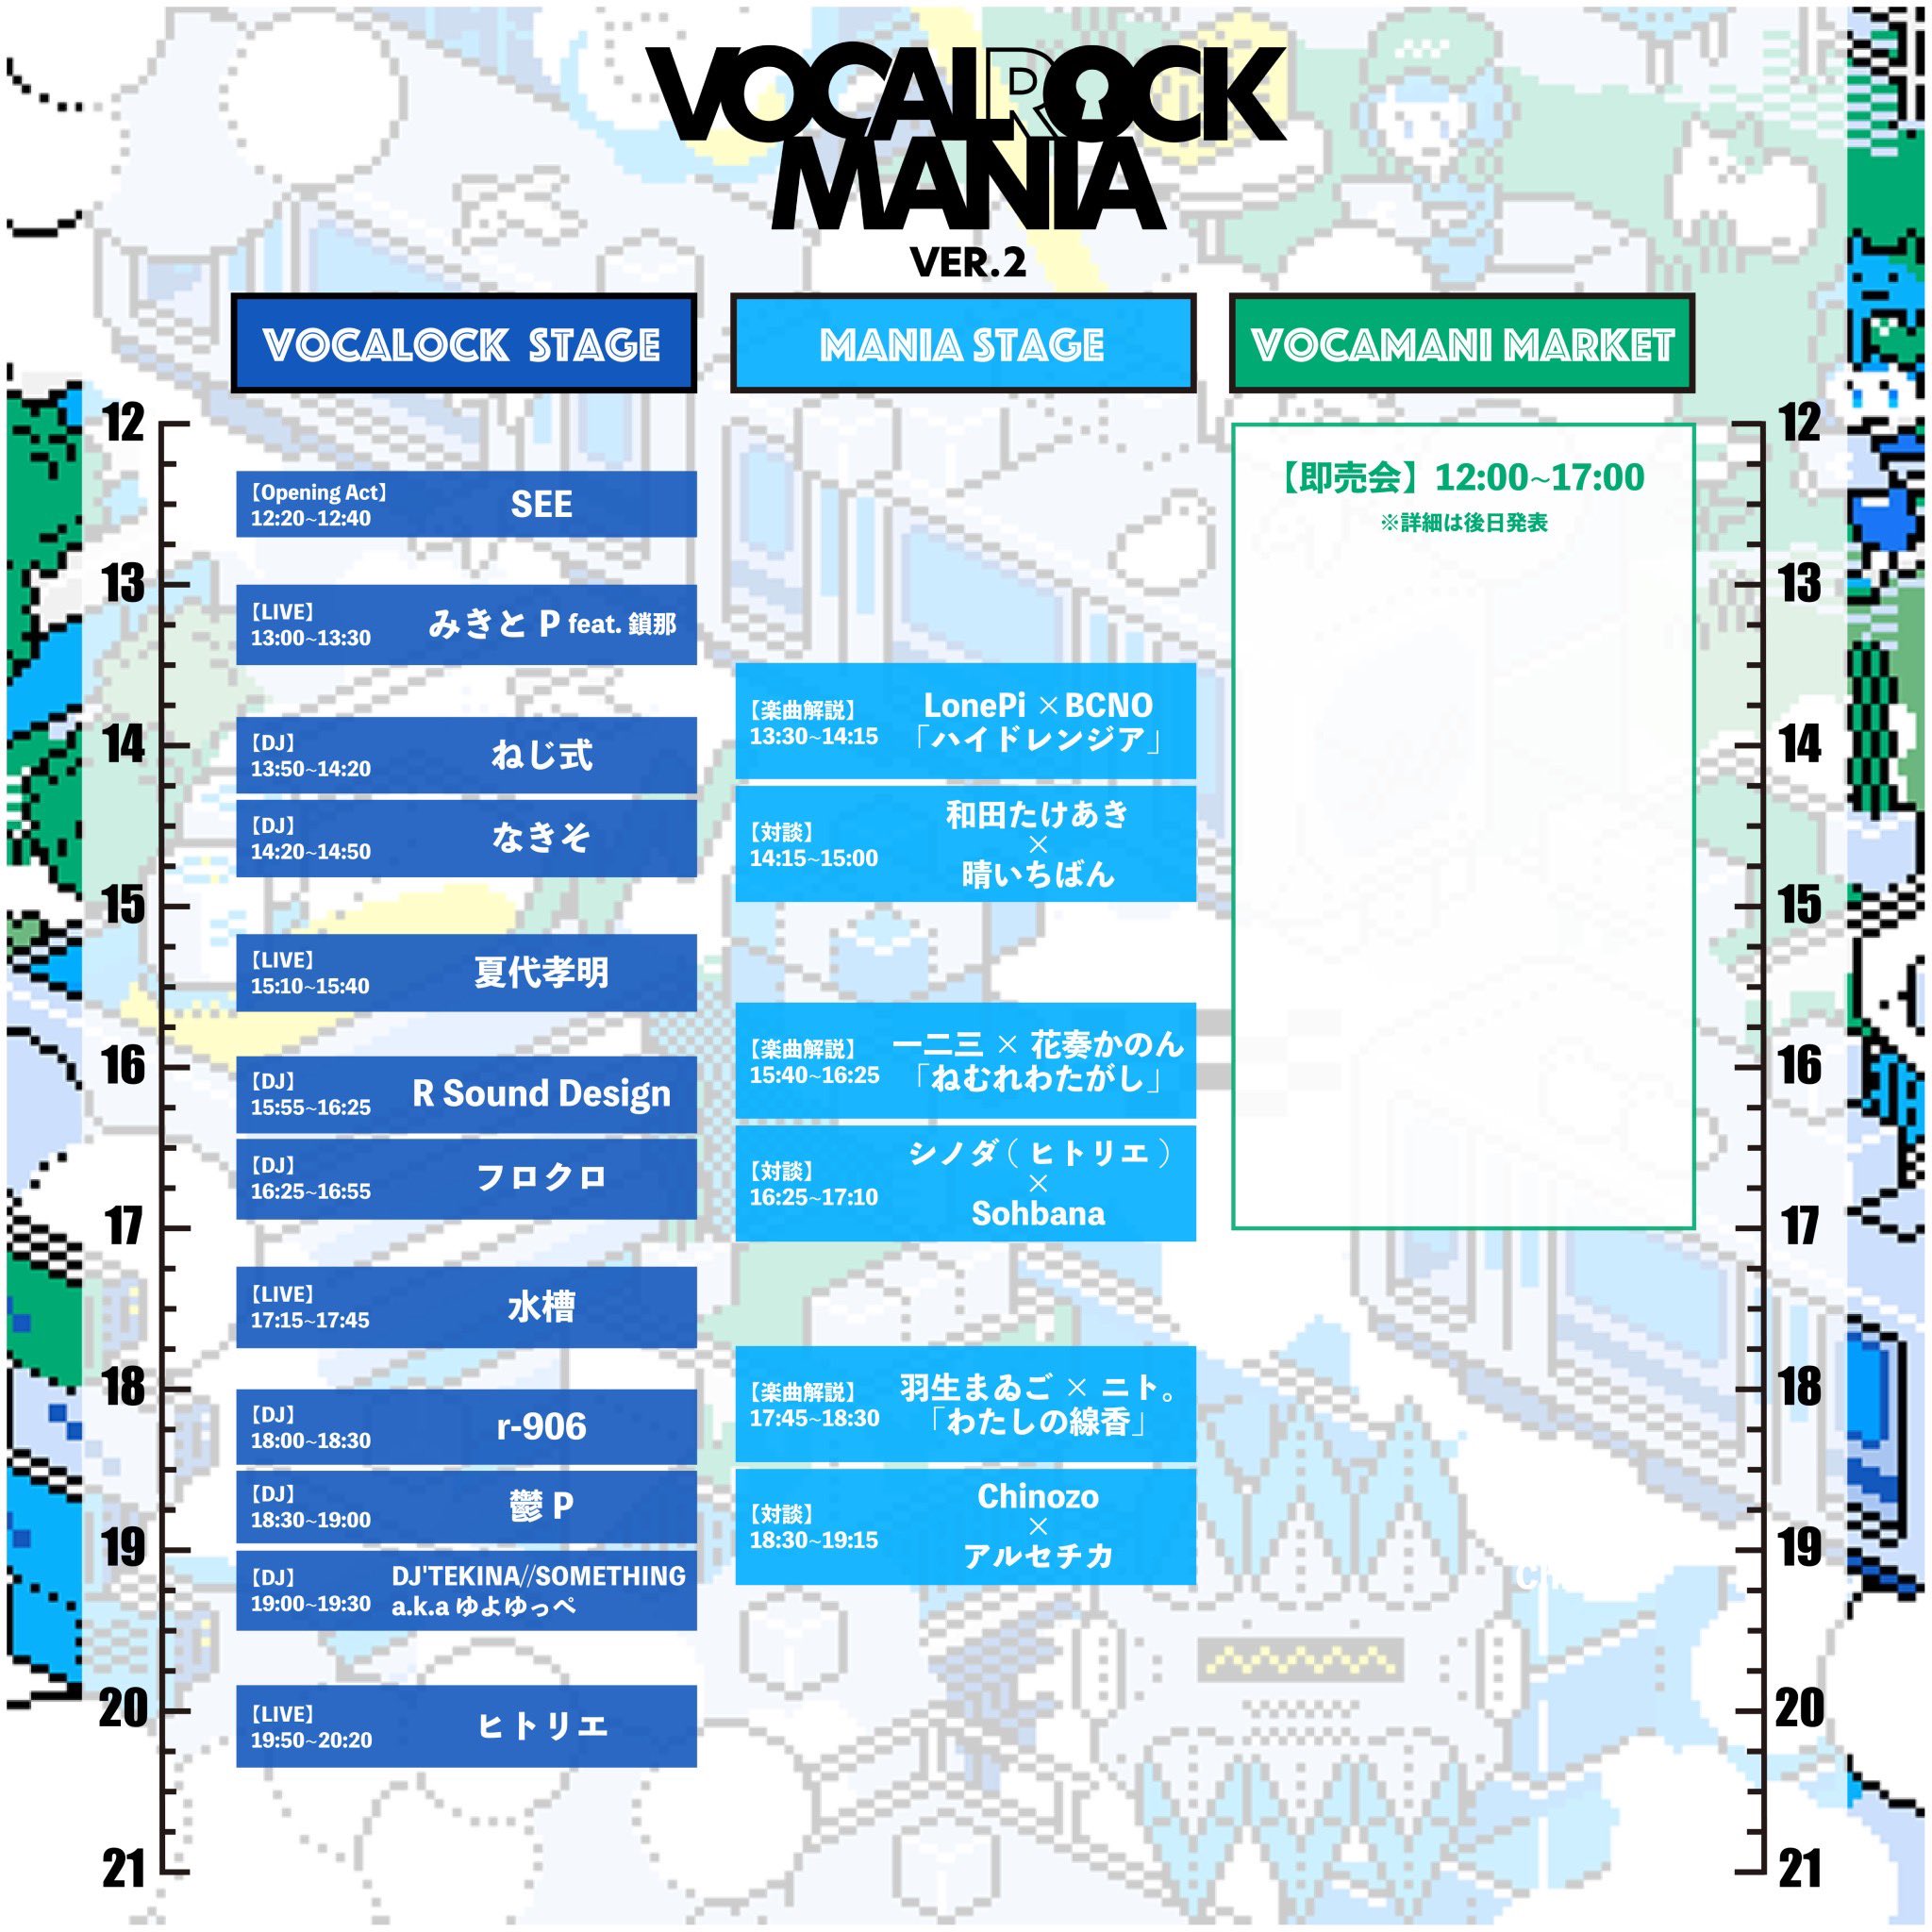 VOCALROCK
MANIA
VER.2
VOCALOCK STAGE
MANIA STAGE
VOCAMANI MARKET
12
13
14
15
16
17
18
19
20
21
【Opening Act】
12:20~12:40
SEE
【LIVE】
13:00~13:30
みきと P feat. 鎖那
【DJ】
13:50~14:20
ねじ式
【DJ】
14:20~14:50
なきそ
【LIVE】
15:10~15:40
夏代孝明
【DJ】
15:55~16:25
R Sound Design
【DJ】
16:25~16:55
フロクロ
【LIVE】
17:15~17:45
水槽
【DJ】
18:00~18:30
r-906
【DJ】
18:30~19:00
鬱 P
【DJ】
19:00~19:30
DJ'TEKINA//SOMETHING
a.k.a ゆよゆっぺ
【LIVE】
19:50~20:20
ヒトリエ
【楽曲解説】
13:30~14:15
LonePi ×BCNO
「ハイドレンジア」
【対談】
14:15~15:00
和田たけあき
×
晴いちばん
【楽曲解説】
15:40~16:25
一二三 × 花奏かのん
「ねむれわたがし」
【対談】
16:25~17:10
シノダ（ ヒトリエ ）
×
Sohbana
【楽曲解説】
17:45~18:30
羽生まゐご × ニト。
「わたしの線香」
【対談】
18:30~19:15
Chinozo
×
アルセチカ
【即売会】12:00~17:00
※詳細は後日発表
12
13
14
15
16
17
18
19
20
21